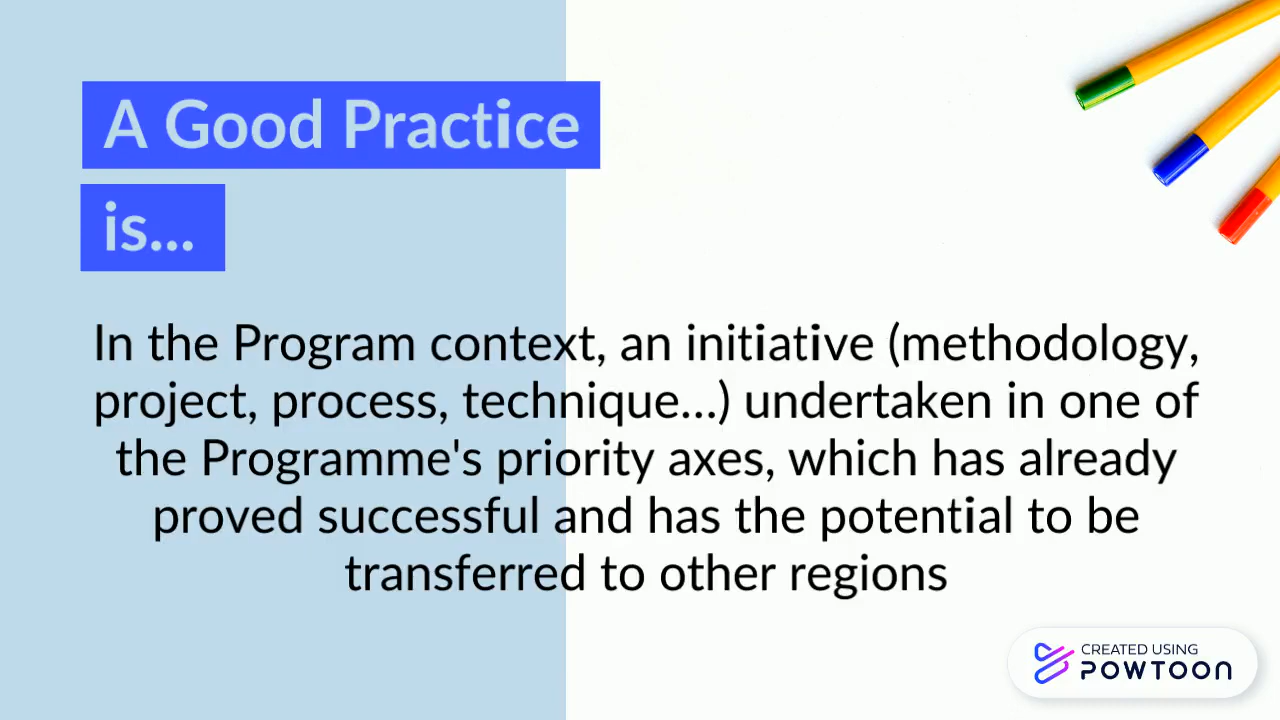 A Good Practice
is...
In the Program context, an initiative (methodology,
project, process, technique...) undertaken in one of
the Programme's priority axes, which has already
proved successful and has the potential to be
transferred to other regions
CREATED USING
POWTOON